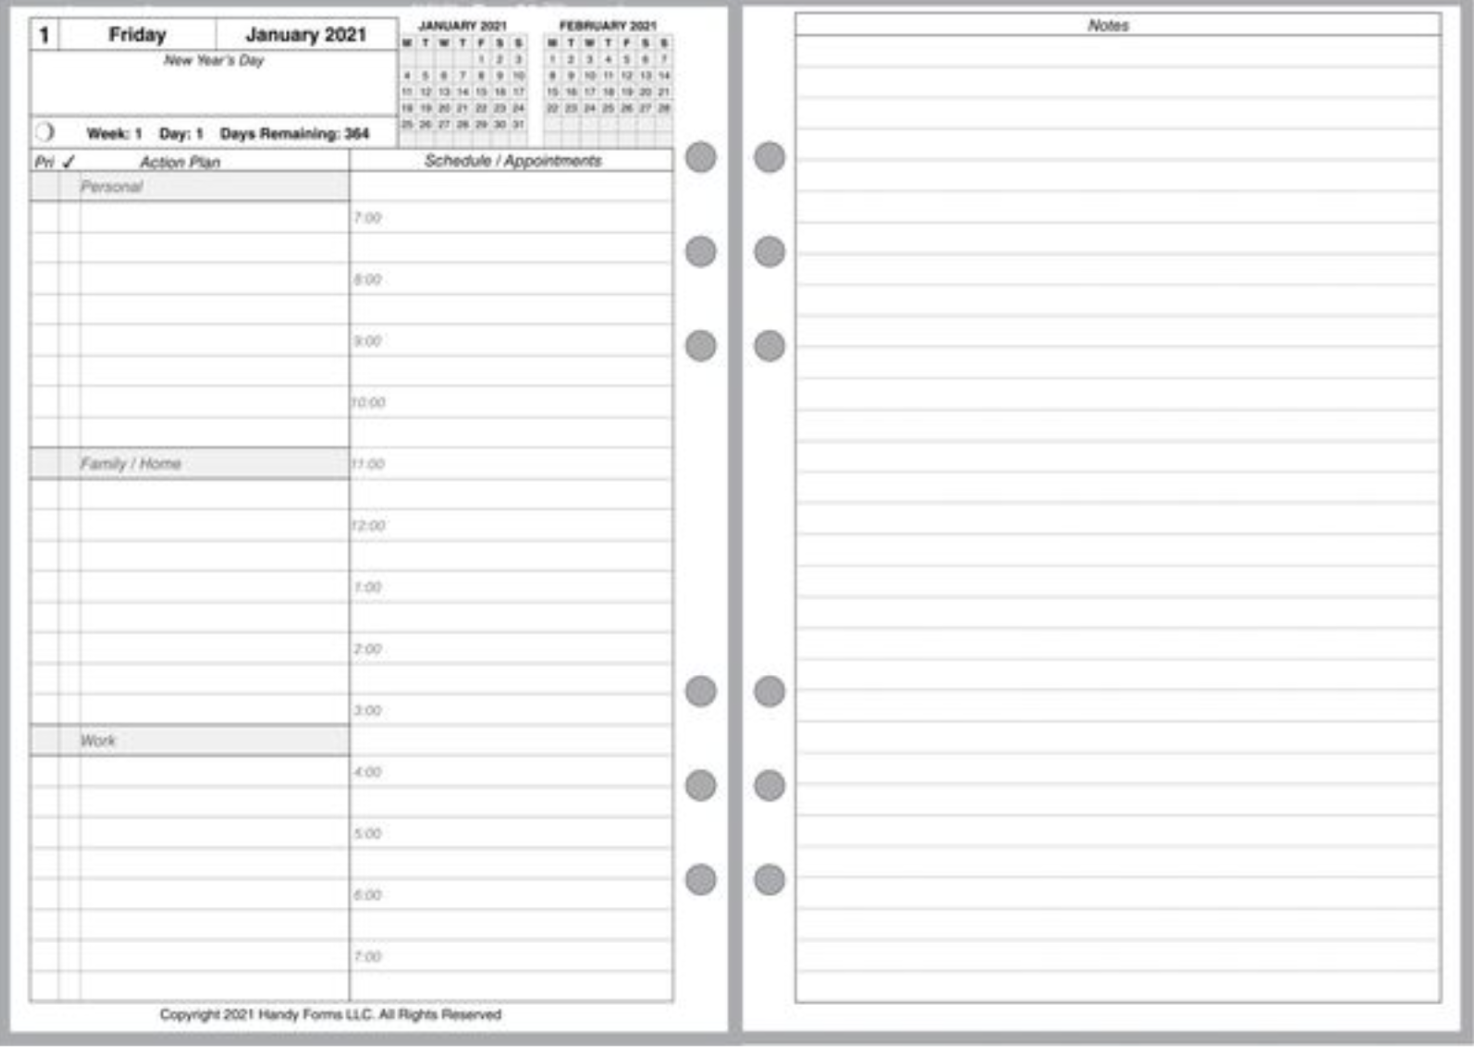 1 Friday January 2021
New Year's Day
Week: 1 Day: 1 Days Remaining: 364
JANUARY 2021
M T W T F S S
1 2 3
4 5 6 7 8 9 10
11 12 13 14 15 16 17
18 19 20 21 22 23 24
25 26 27 28 29 30 31
FEBRUARY 2021
M T W T F S S
1 2 3 4 5 6 7
8 9 10 11 12 13 14
15 16 17 18 19 20 21
22 23 24 25 26 27 28
Pri ✓ Action Plan
Personal
Family / Home
Work
Schedule / Appointments
7:00
8:00
9:00
10:00
11:00
12:00
1:00
2:00
3:00
4:00
5:00
6:00
7:00
Copyright 2021 Handy Forms LLC. All Rights Reserved
Notes